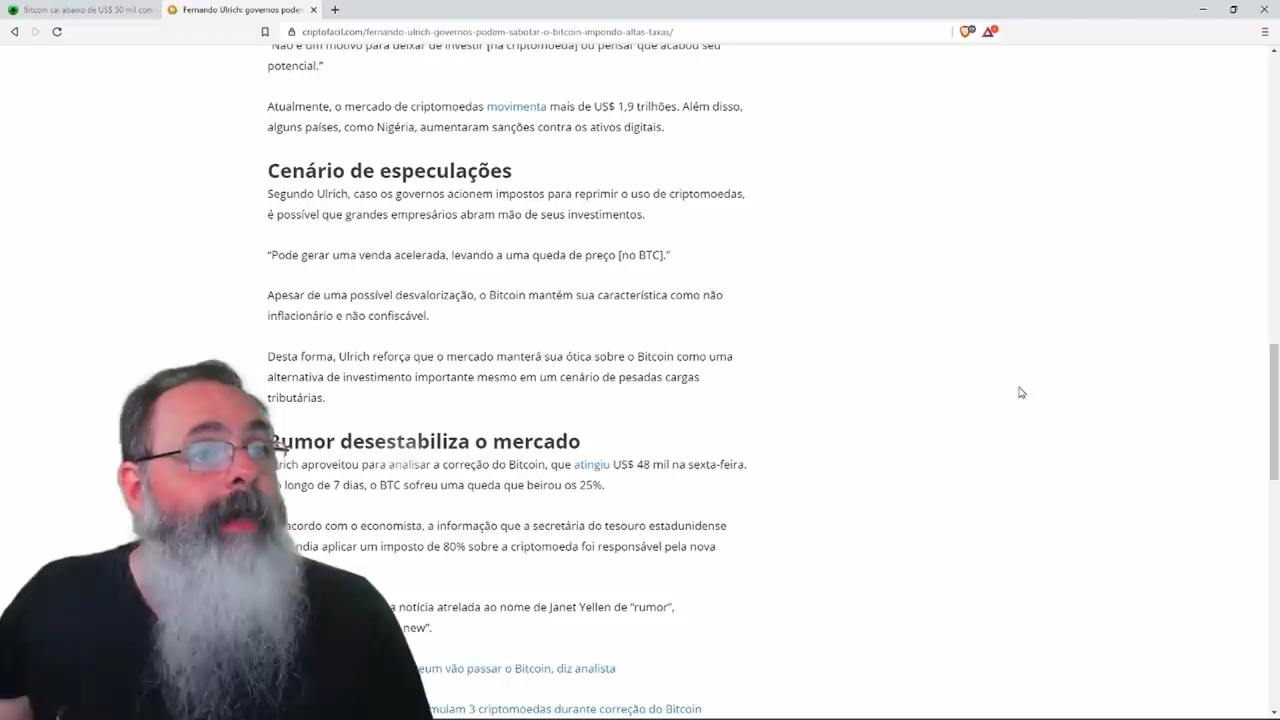 Bitcoin cai abaixo de US$ 50 mil com
Fernando Ulrich: governos poder
criptofacil.com/fernando-ulrich-governos-podem-sabotar-o-bitcoin-impondo-altas-taxas/
"Não é um motivo para deixar de investir [na criptomoeda] ou pensar que acabou seu
potencial."
Atualmente, o mercado de criptomoedas movimenta mais de US$ 1,9 trilhões. Além disso,
alguns países, como Nigéria, aumentaram sanções contra os ativos digitais.
Cenário de especulações
Segundo Ulrich, caso os governos acionem impostos para reprimir o uso de criptomoedas,
é possível que grandes empresários abram mão de seus investimentos.
“Pode gerar uma venda acelerada, levando a uma queda de preço [no BTC].”
Apesar de uma possível desvalorização, o Bitcoin mantém sua característica como não
inflacionário e não confiscável.
Desta forma, Ulrich reforça que o mercado manterá sua ótica sobre o Bitcoin como uma
alternativa de investimento importante mesmo em um cenário de pesadas cargas
tributárias.
Rumor desestabiliza o mercado
rich aproveitou para analisar a correção do Bitcoin, que atingiu US$ 48 mil na sexta-feira.
longo de 7 dias, o BTC sofreu uma queda que beirou os 25%.
acordo com o economista, a informação que a secretária do tesouro estadunidense
ndia aplicar um imposto de 80% sobre a criptomoeda foi responsável pela nova
a notícia atrelada ao nome de Janet Yellen de “rumor”,
new”.
eum vão passar o Bitcoin, diz analista
mulam 3 criptomoedas durante correção do Bitcoin